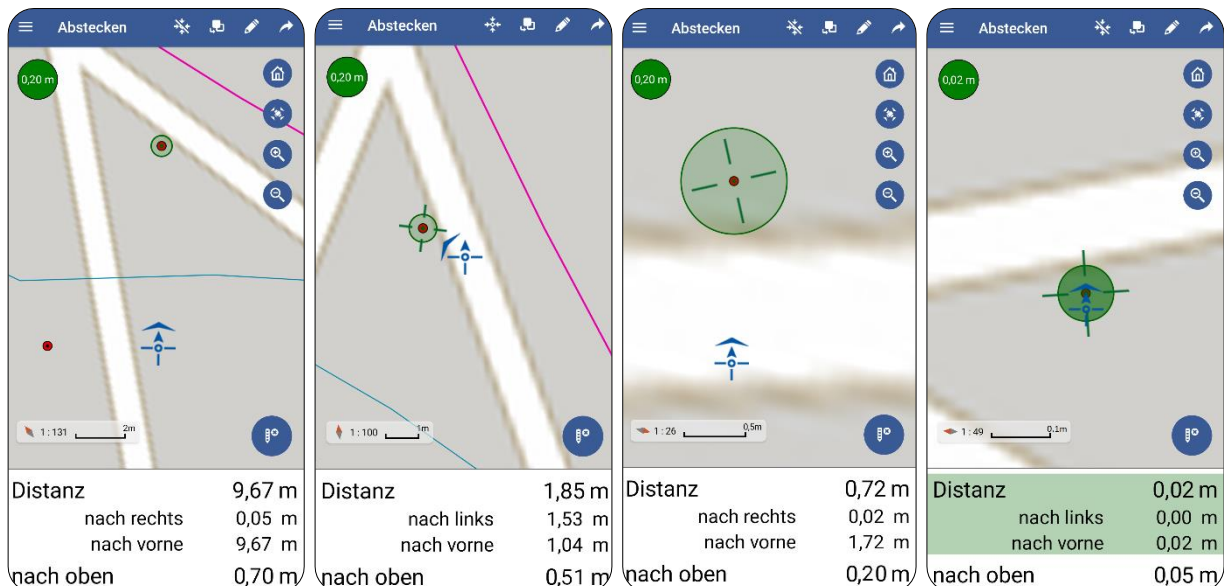 Abstecken
0,20 m
1 : 131 2m
Distanz 9,67 m
nach rechts 0,05 m
nach vorne 9,67 m
nach oben 0,70 m
Abstecken
0,20 m
1 : 100 1m
Distanz 1,85 m
nach links 1,53 m
nach vorne 1,04 m
nach oben 0,51 m
Abstecken
0,20 m
1 : 26 0,5m
Distanz 0,72 m
nach rechts 0,02 m
nach vorne 1,72 m
nach oben 0,20 m
Abstecken
0,02 m
1 : 49 0.1m
Distanz 0,02 m
nach links 0,00 m
nach vorne 0,02 m
nach oben 0,05 m